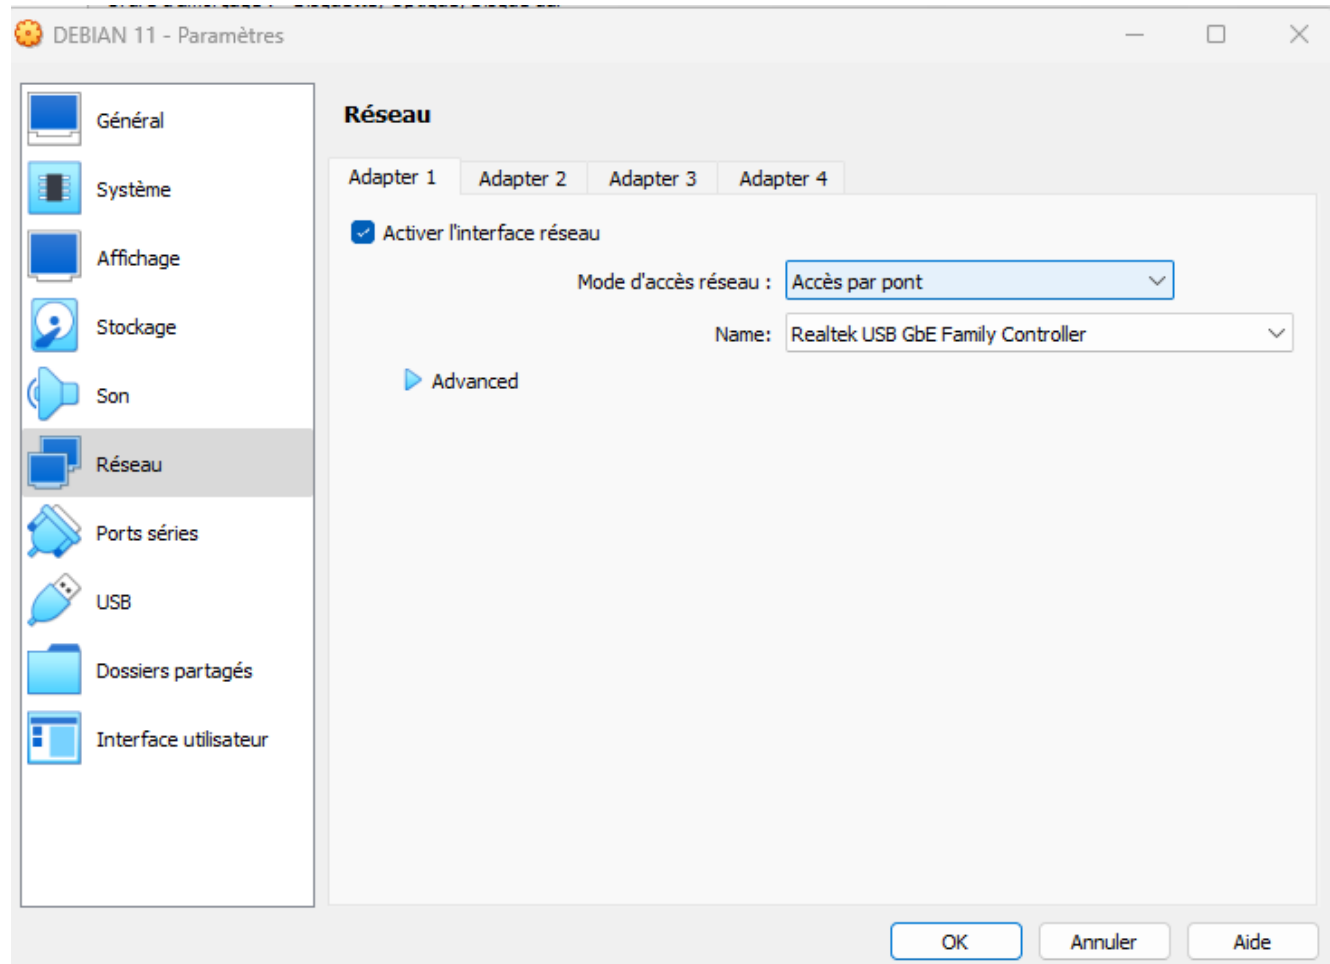 DEBIAN 11 - Paramètres
Général
Système
Affichage
Stockage
Son
Réseau
Ports séries
USB
Dossiers partagés
Interface utilisateur
Réseau
Adapter 1 Adapter 2 Adapter 3 Adapter 4
Activer l'interface réseau
Mode d'accès réseau : Accès par pont
Name: Realtek USB GbE Family Controller
Advanced
OK Annuler Aide